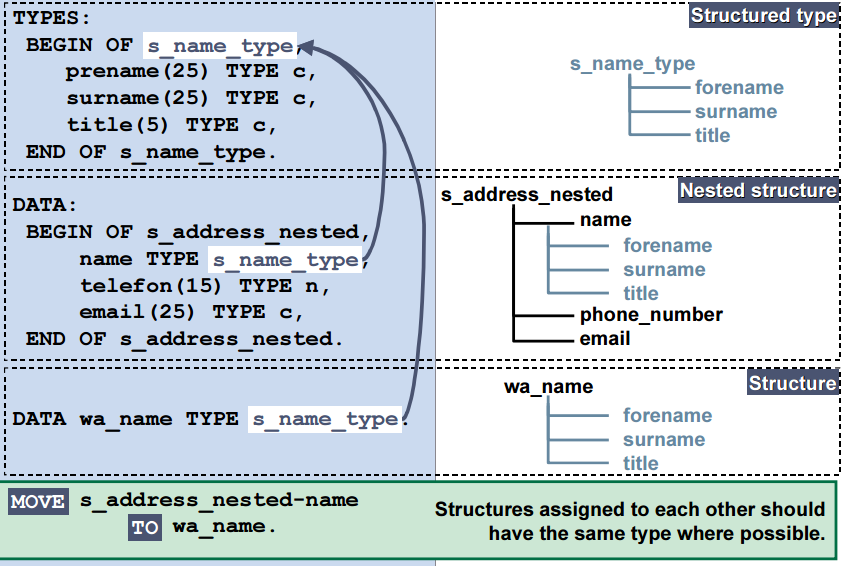 TYPES:
BEGIN OF s_name_type,
prename(25) TYPE c,
surname(25) TYPE c,
title(5) TYPE c,
END OF s_name_type.
Structured type
s_name_type
forename
surname
title
DATA:
BEGIN OF s_address_nested,
name TYPE s_name_type,
telefon(15) TYPE n,
email(25) TYPE c,
END OF s_address_nested.
Nested structure
s_address_nested
name
forename
surname
title
phone_number
email
DATA wa_name TYPE s_name_type.
Structure
wa_name
forename
surname
title
MOVE s_address_nested-name
TO wa_name.
Structures assigned to each other should
have the same type where possible.